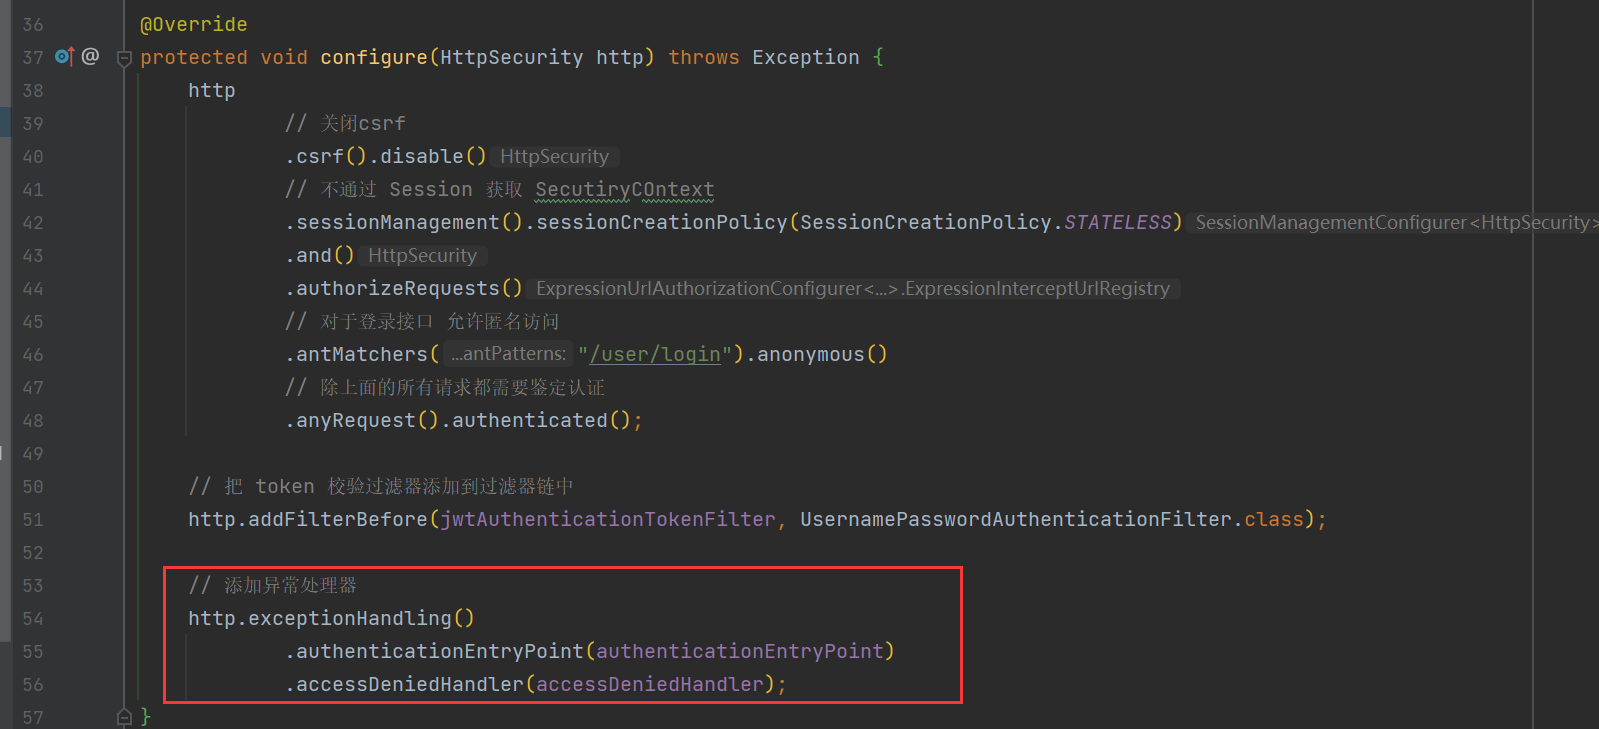 36 @Override
37 @ protected void configure(HttpSecurity http) throws Exception {
38 http
39 // 关闭csrf
40 .csrf().disable() HttpSecurity
41 // 不通过 Session 获取 SecutiryCOntext
42 .sessionManagement().sessionCreationPolicy(SessionCreationPolicy.STATELESS) SessionManagementConfigurer<HttpSecurity>
43 .and() HttpSecurity
44 .authorizeRequests() ExpressionUrlAuthorizationConfigurer<...>.ExpressionInterceptUrlRegistry
45 // 对于登录接口 允许匿名访问
46 .antMatchers( ...antPatterns: "/user/login").anonymous()
47 // 除上面的所有请求都需要鉴定认证
48 .anyRequest().authenticated();
49
50 // 把 token 校验过滤器添加到过滤器链中
51 http.addFilterBefore(jwtAuthenticationTokenFilter, UsernamePasswordAuthenticationFilter.class);
52
53 // 添加异常处理器
54 http.exceptionHandling()
55 .authenticationEntryPoint(authenticationEntryPoint)
56 .accessDeniedHandler(accessDeniedHandler);
57 }